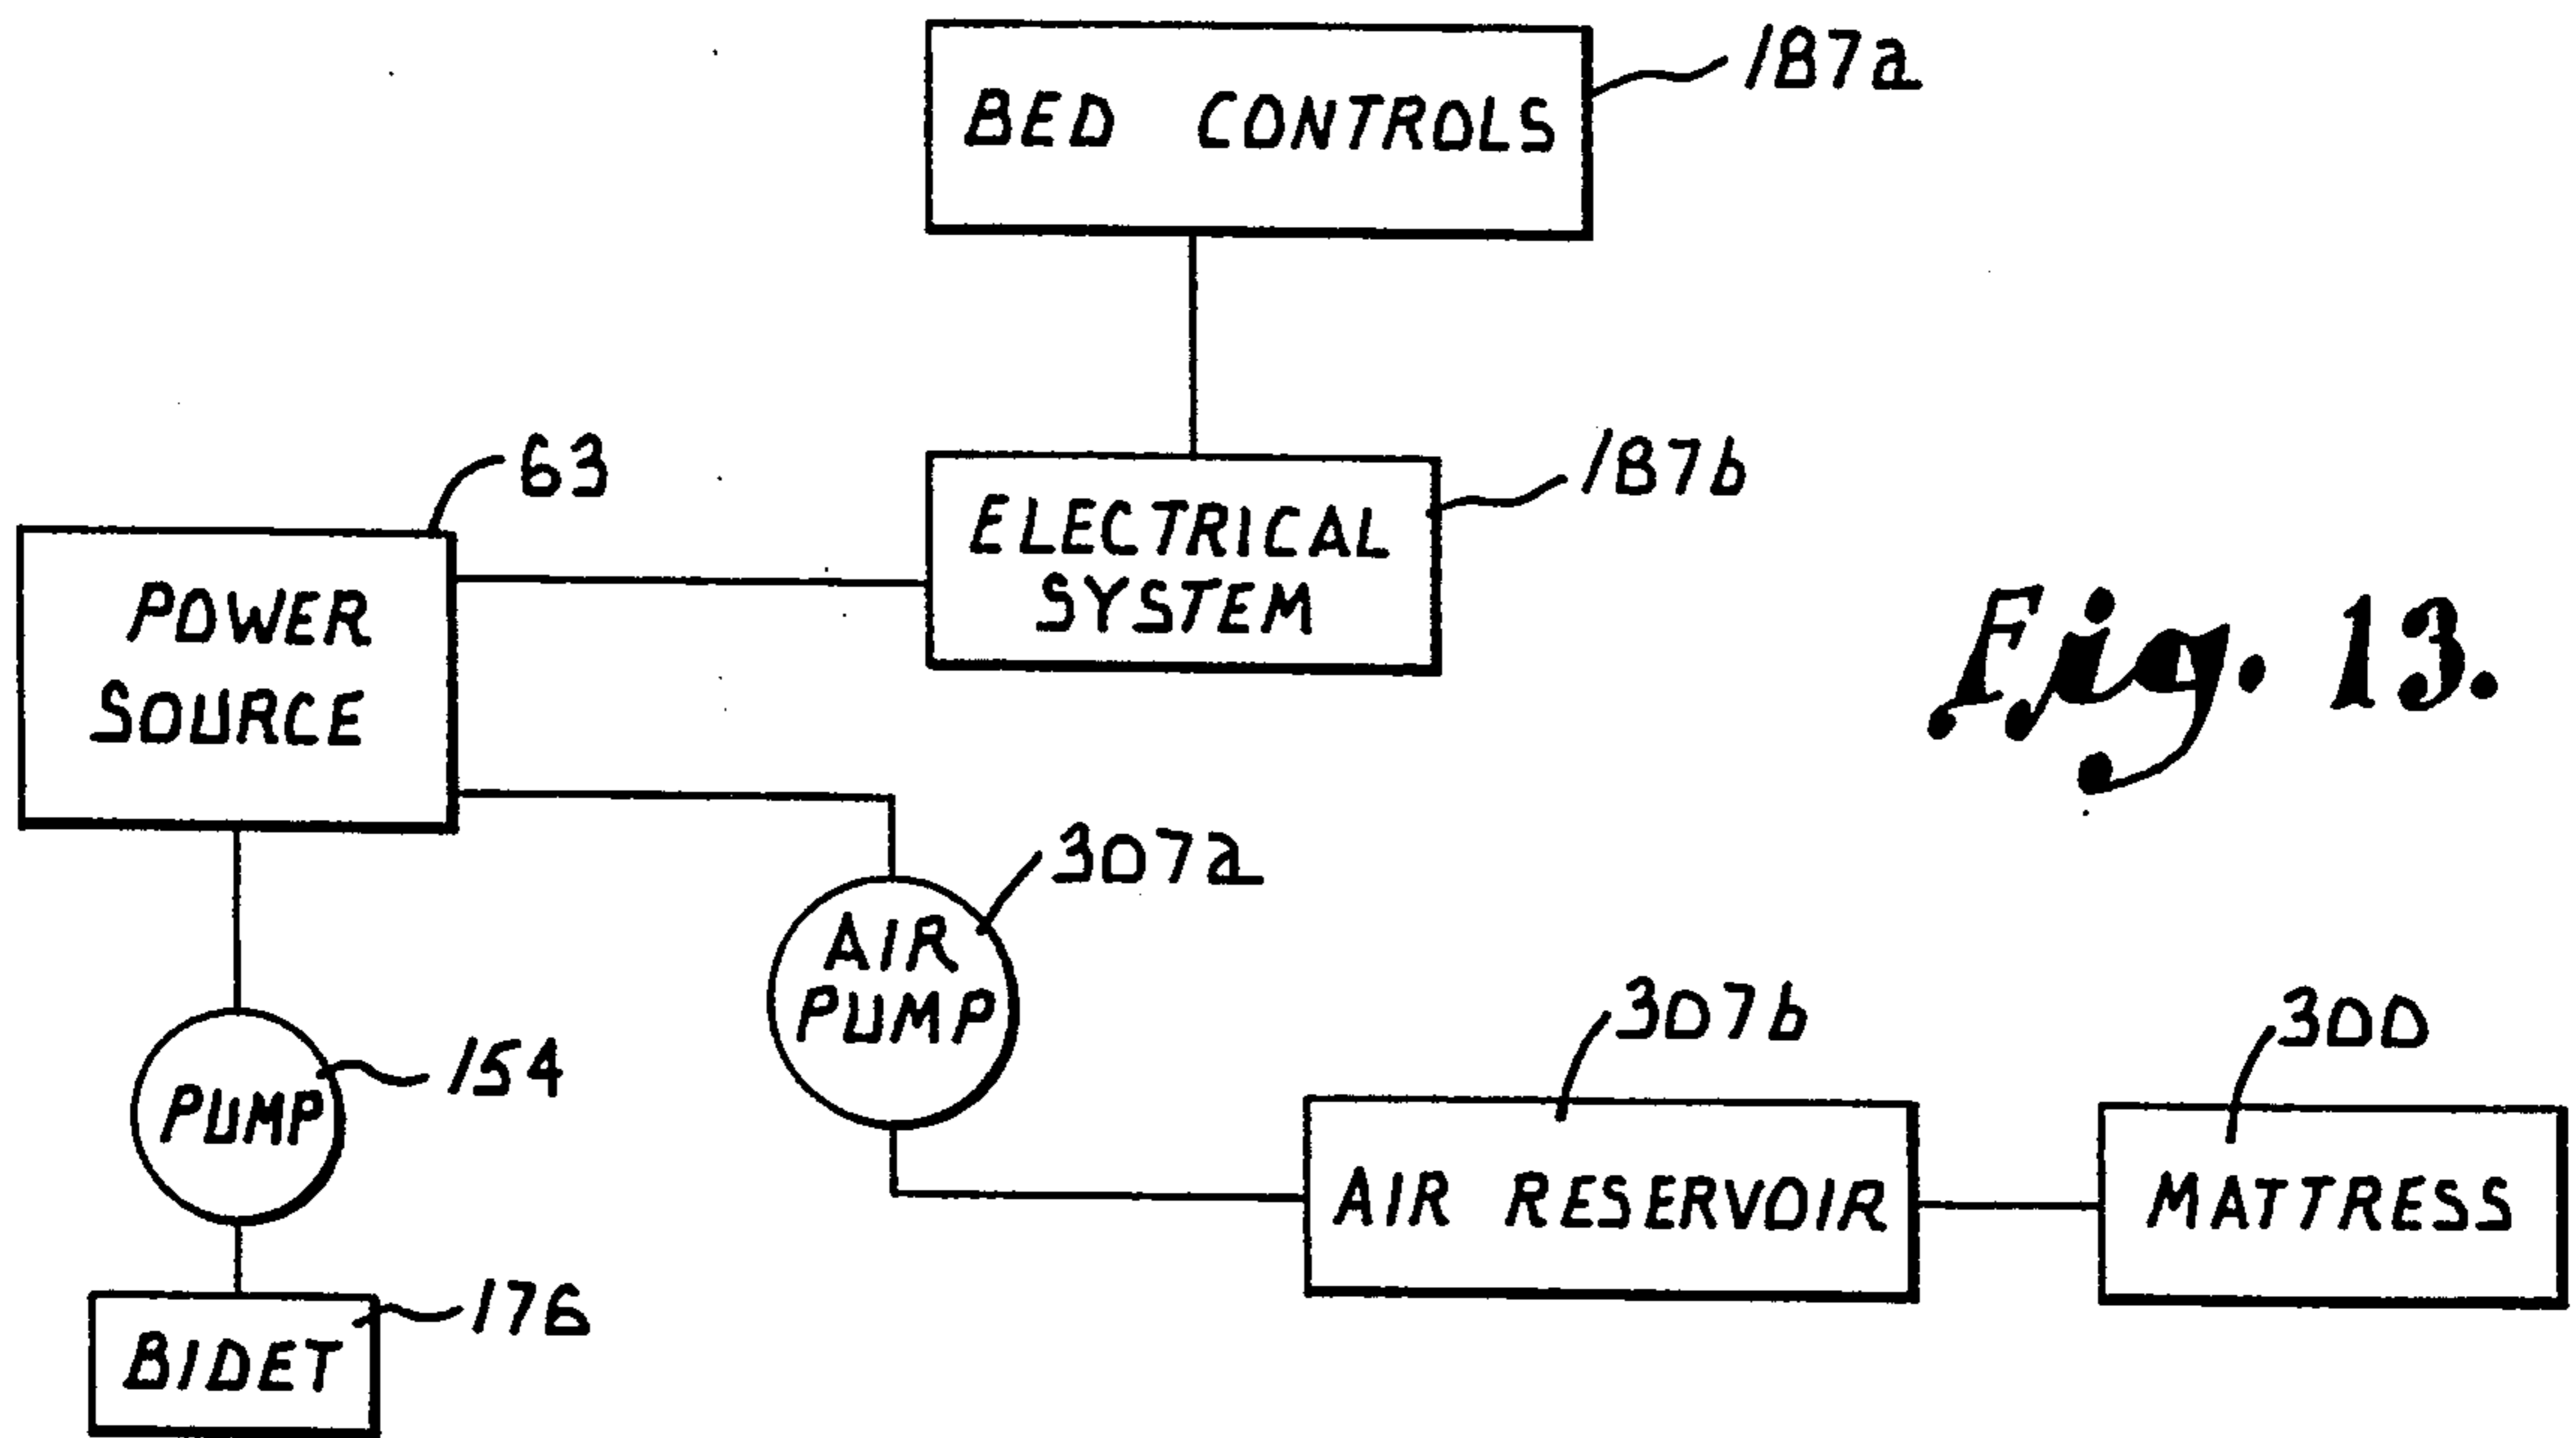 BED CONTROLS
187a
63
187b
ELECTRICAL
SYSTEM
POWER
SOURCE
Fig. 13.
307a
AIR
PUMP
307b
300
154
PUMP
AIR RESERVOIR
MATTRESS
176
BIDET